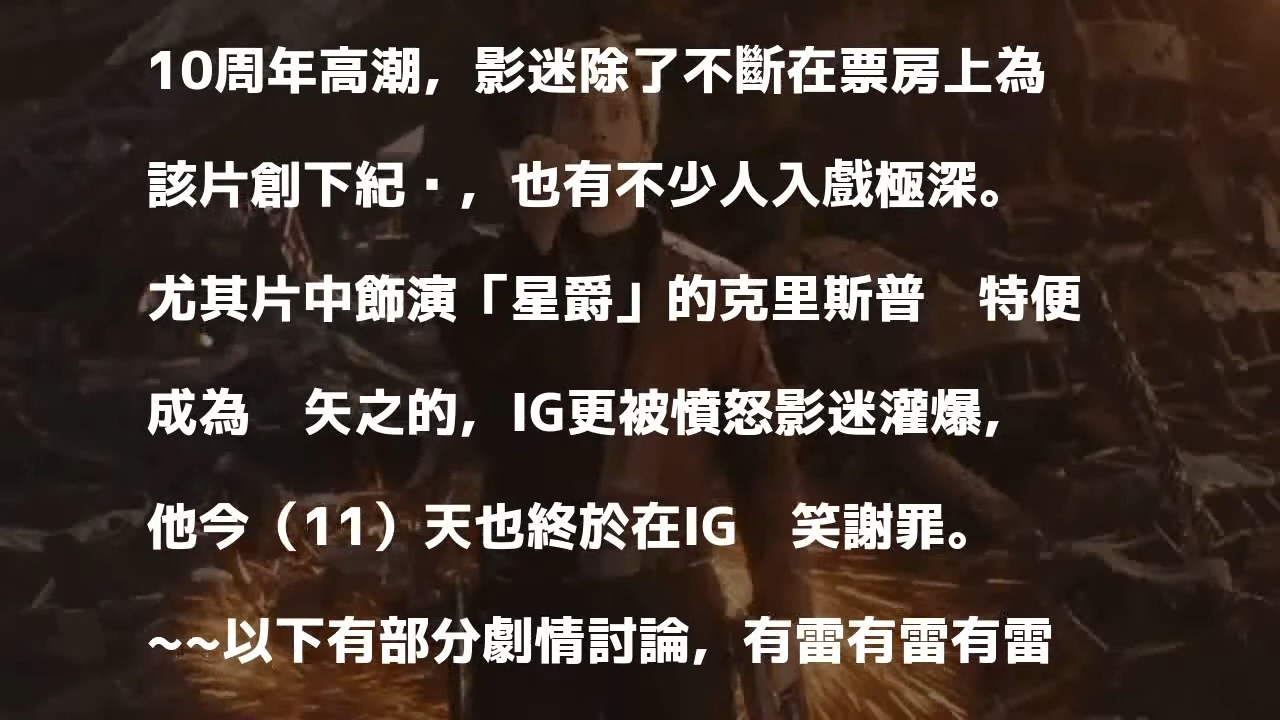 10周年高潮，影迷除了不斷在票房上為
該片創下紀▪，也有不少人入戲極深。
尤其片中飾演「星爵」的克里斯普　特便
成為　矢之的，IG更被憤怒影迷灌爆，
他今（11）天也終於在IG　笑謝罪。
~~以下有部分劇情討論，有雷有雷有雷